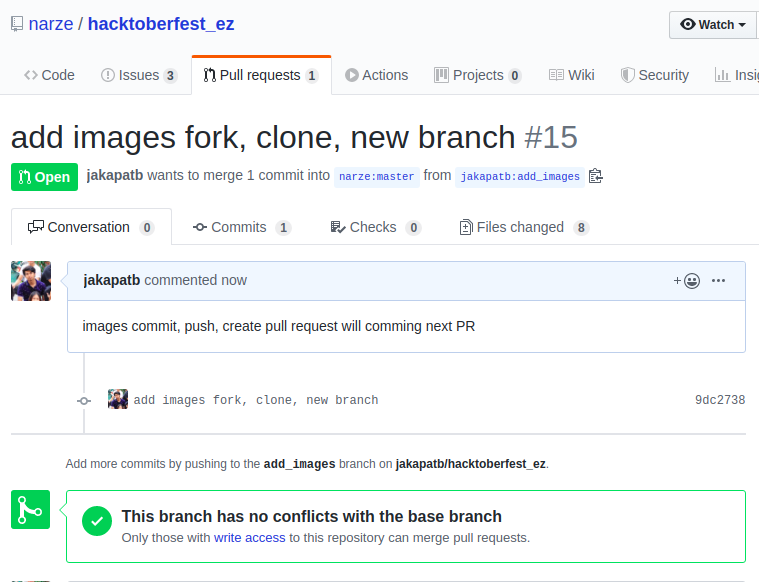 narze / hacktoberfest_ez
Watch
Code
Issues 3
Pull requests 1
Actions
Projects 0
Wiki
Security
add images fork, clone, new branch #15
Open jakapatb wants to merge 1 commit into narze:master from jakapatb:add_images
Conversation 0
Commits 1
Checks 0
Files changed 8
jakapatb commented now
images commit, push, create pull request will comming next PR
add images fork, clone, new branch 9dc2738
Add more commits by pushing to the add_images branch on jakapatb/hacktoberfest_ez.
This branch has no conflicts with the base branch
Only those with write access to this repository can merge pull requests.